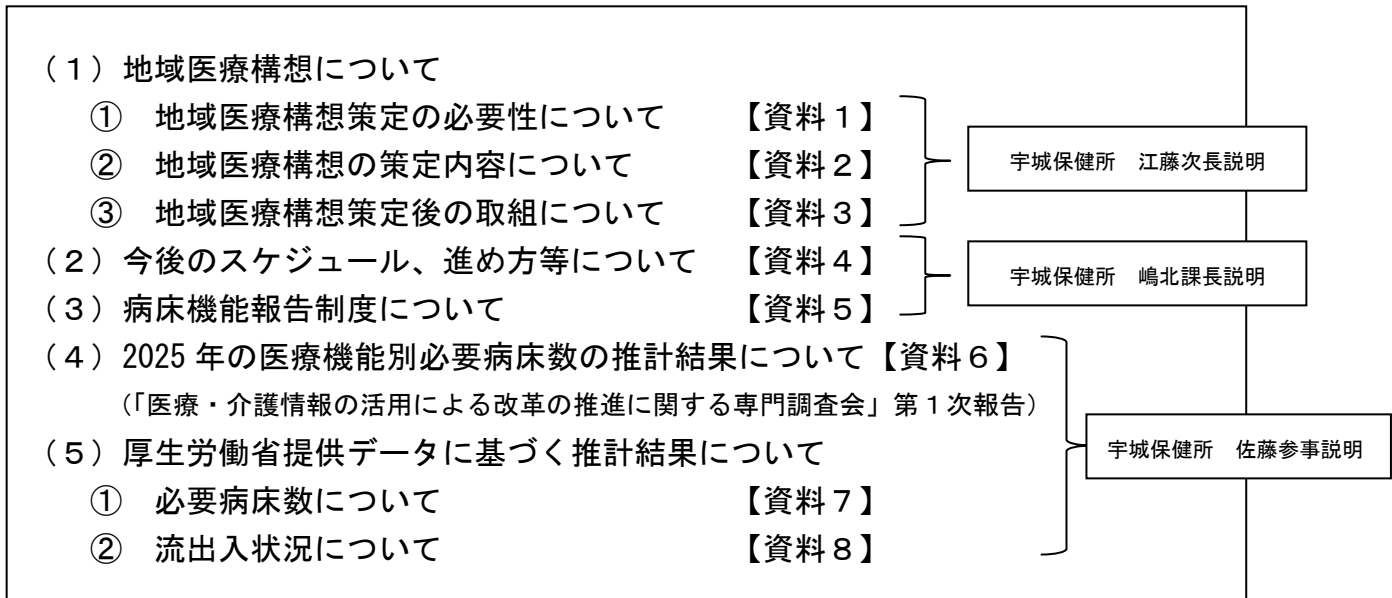 （１）地域医療構想について
①　地域医療構想策定の必要性について　【資料１】
②　地域医療構想の策定内容について　【資料２】
③　地域医療構想策定後の取組について　【資料３】
宇城保健所　江藤次長説明
（２）今後のスケジュール、進め方等について　【資料４】
（３）病床機能報告制度について　【資料５】
宇城保健所　嶋北課長説明
（４）2025年の医療機能別必要病床数の推計結果について【資料６】
（「医療・介護情報の活用による改革の推進に関する専門調査会」第１次報告）
（５）厚生労働省提供データに基づく推計結果について
①　必要病床数について　【資料７】
②　流出入状況について　【資料８】
宇城保健所　佐藤参事説明